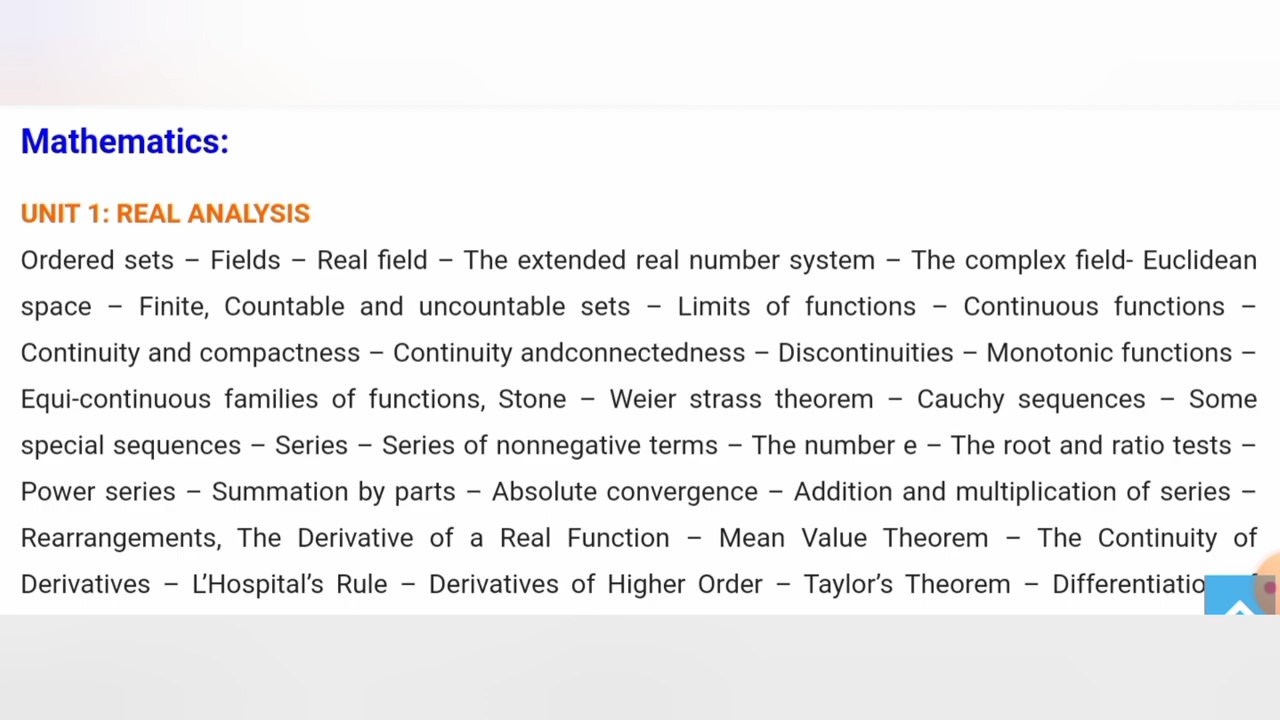 Mathematics:
UNIT 1: REAL ANALYSIS
Ordered sets – Fields – Real field – The extended real number system – The complex field- Euclidean
space – Finite, Countable and uncountable sets – Limits of functions – Continuous functions –
Continuity and compactness – Continuity andconnectedness – Discontinuities – Monotonic functions –
Equi-continuous families of functions, Stone – Weier strass theorem – Cauchy sequences – Some
special sequences – Series – Series of nonnegative terms – The number e – The root and ratio tests –
Power series – Summation by parts – Absolute convergence – Addition and multiplication of series –
Rearrangements, The Derivative of a Real Function – Mean Value Theorem – The Continuity of
Derivatives – L’Hospital’s Rule – Derivatives of Higher Order – Taylor’s Theorem –